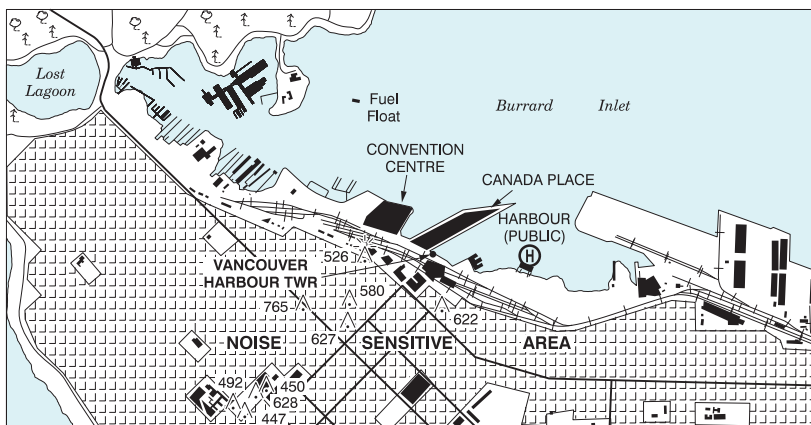 Lost
Lagoon
Fuel
Float
Burrard Inlet
CONVENTION
CENTRE
CANADA PLACE
HARBOUR
(PUBLIC)
H
526
VANCOUVER
HARBOUR TWR
580
765
622
627
NOISE SENSITIVE AREA
492
450
628
447